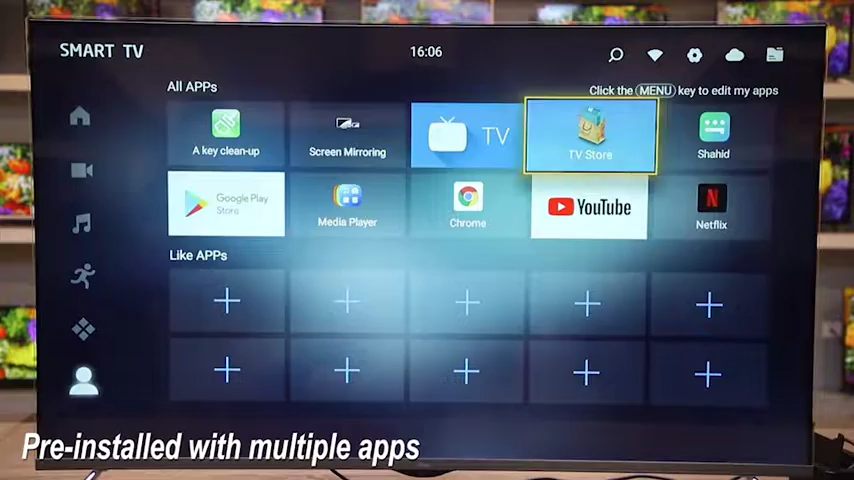 SMART TV
16:06
All APPs
Click the MENU key to edit my apps
A key clean-up
Screen Mirroring
TV
TV Store
Shahid
Google Play
Store
Media Player
Chrome
YouTube
Netflix
Like APPs
Pre-installed with multiple apps